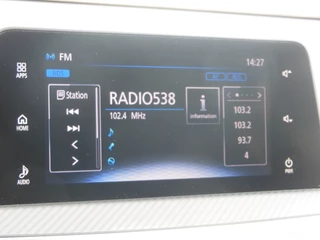 FM
14:27
APPS
Station
RADIO538
102.4 MHz
information
103.2
103.2
93.7
4
HOME
AUDIO
PWR